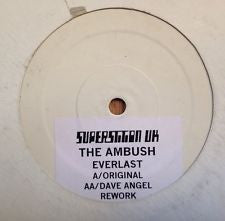 SUPERSTITION UK
THE AMBUSH
EVERLAST
A/ORIGINAL
AA/DAVE ANGEL
REWORK